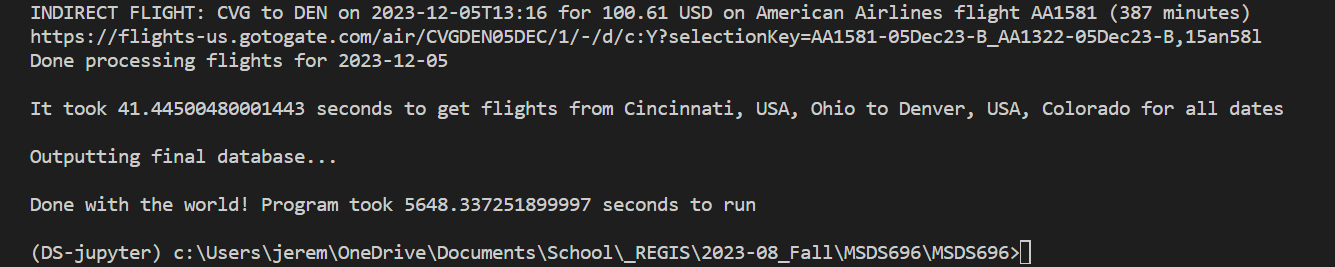 INDIRECT FLIGHT: CVG to DEN on 2023-12-05T13:16 for 100.61 USD on American Airlines flight AA1581 (387 minutes)
https://flights-us.gotogate.com/air/CVGDEN05DEC/1/-/d/c:Y?selectionKey=AA1581-05Dec23-B_AA1322-05Dec23-B,15an58l
Done processing flights for 2023-12-05
It took 41.44500480001443 seconds to get flights from Cincinnati, USA, Ohio to Denver, USA, Colorado for all dates
Outputting final database...
Done with the world! Program took 5648.337251899997 seconds to run
(DS-jupyter) c:\Users\jerem\OneDrive\Documents\School\_REGIS\2023-08_Fall\MSDS696\MSDS696>